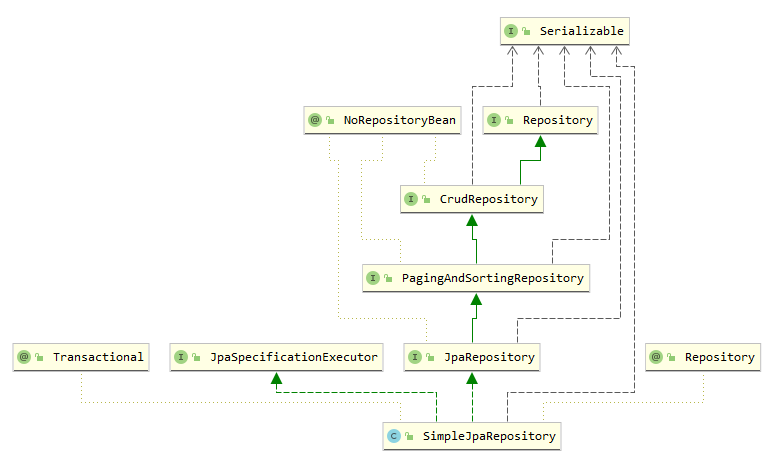 I Serializable
@ NoRepositoryBean
I Repository
I CrudRepository
I PagingAndSortingRepository
@ Transactional
I JpaSpecificationExecutor
I JpaRepository
@ Repository
C SimpleJpaRepository